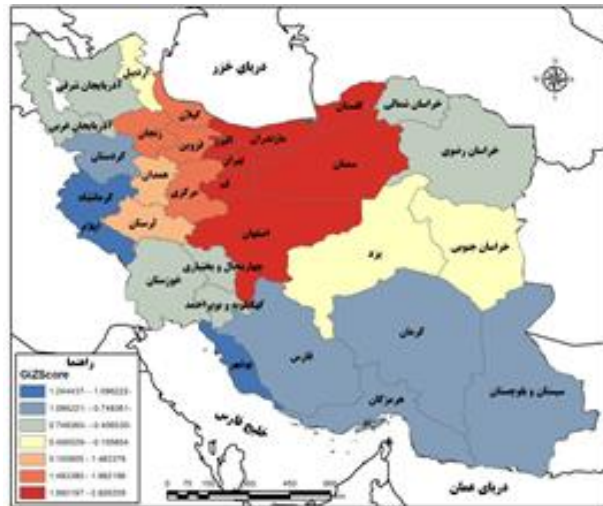 دریای خزر
اردبیل
آذربایجان شرقی
آذربایجان غربی
گیلان
گلستان
خراسان شمالی
کردستان
زنجان
قزوین
البرز
مازندران
خراسان رضوی
تهران
سمنان
همدان
کرمانشاه
مرکزی
قم
ایلام
لرستان
اصفهان
یزد
خراسان جنوبی
چهارمحال و بختیاری
خوزستان
کهگیلویه و بویراحمد
کرمان
فارس
بوشهر
سیستان و بلوچستان
هرمزگان
خلیج فارس
دریای عمان
راهنما
GiZScore